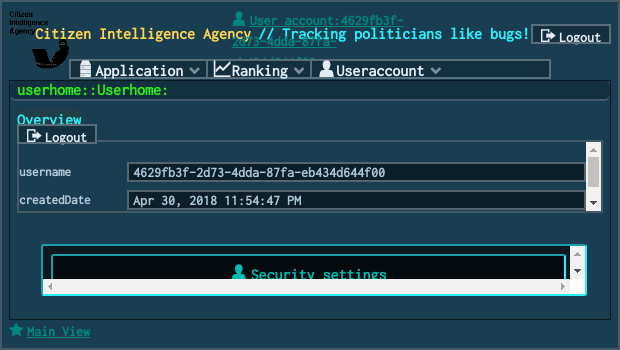 Citizen
Intelligence
Agency
User account:4629fb3f-
2d73-4dda-87fa-
Citizen Intelligence Agency // Tracking politicians like bugs!
Logout
Application
Ranking
Useraccount
userhome::Userhome:
Overview
Logout
username
4629fb3f-2d73-4dda-87fa-eb434d644f00
createdDate
Apr 30, 2018 11:54:47 PM
Security settings
Main View